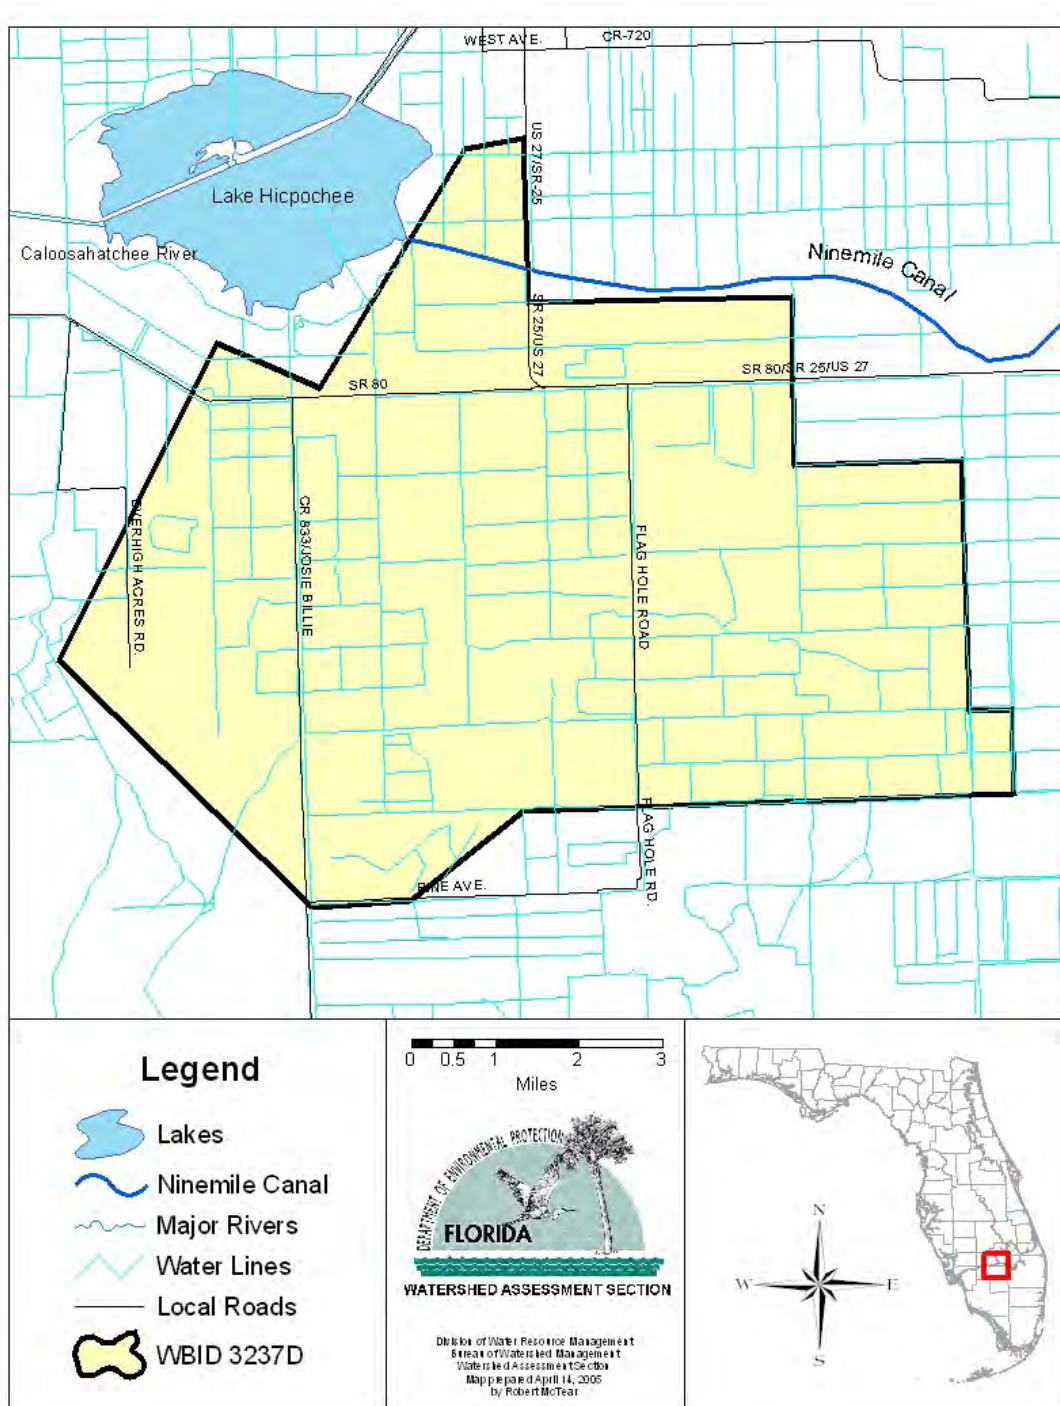 WEST AVE.
CR-720
US 27/SR-25
Lake Hicpochee
Caloosahatchee River
Ninemile Canal
SR 25/US 27
SR 80
SR 80/SR 25/US 27
EVERHIGH ACRES RD.
CR 833/JOSIE BILLIE
FLAG HOLE ROAD
FLAG HOLE RD.
PINE AVE.
Legend
Lakes
Ninemile Canal
Major Rivers
Water Lines
Local Roads
WBID 3237D
0 0.5 1 2 3
Miles
DEPARTMENT OF ENVIRONMENTAL PROTECTION
FLORIDA
WATERSHED ASSESSMENT SECTION
Division of Water Resource Management
Bureau of Watershed Management
Watershed Assessment Section
Map prepared April 14, 2005
by Robert McTear
N
W E
S